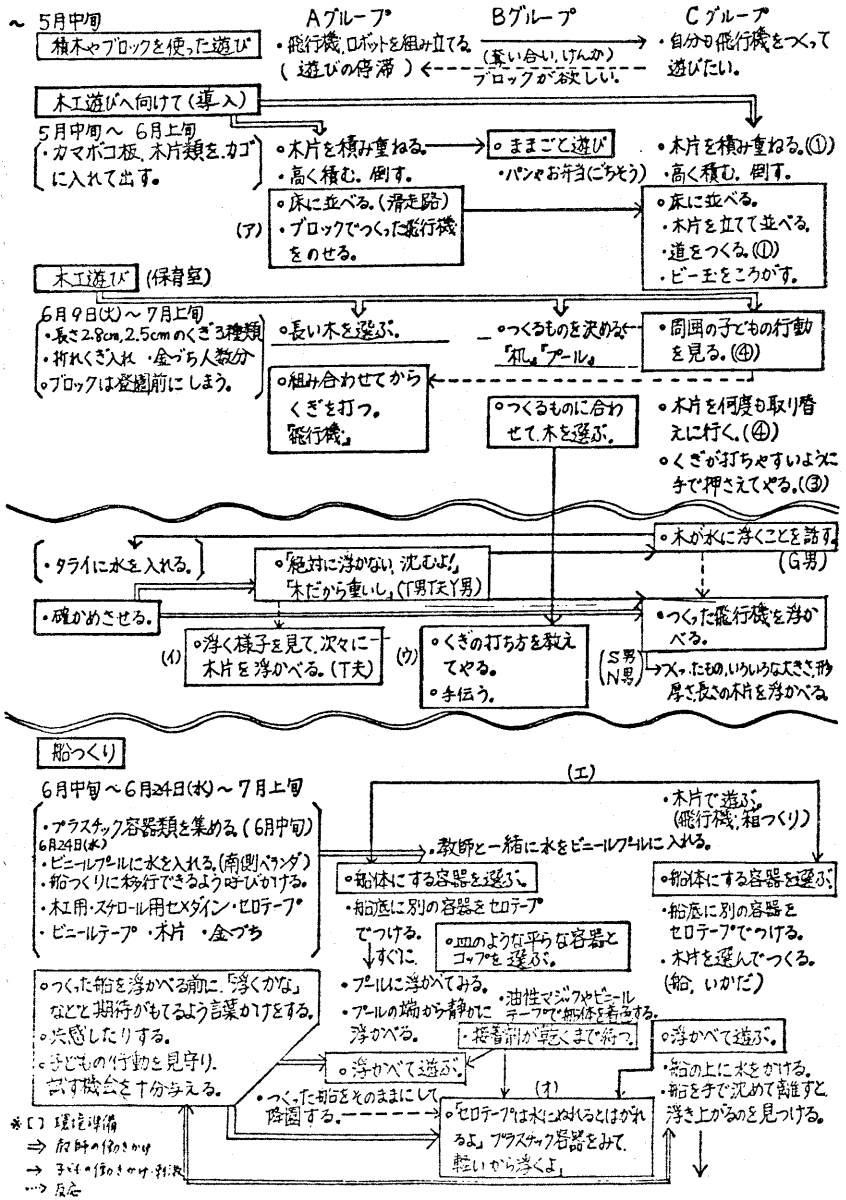 ～ 5月中旬
Aグループ
Bグループ
Cグループ
積木やブロックを使った遊び
・飛行機、ロボットを組み立てる
(遊びの停滞)
(奪い合い、けんか)
ブロックが欲しい。
・自分も飛行機をつくって
遊びたい。
木工遊びへ向けて(導入)
5月中旬～6月上旬
・カマボコ板、木片類を、カゴ
に入れて出す。
・木片を積み重ねる。
・高く積む、倒す。
○ままごと遊び
・パンやお弁当(ごちそう)
・木片を積み重ねる。(①)
・高く積む、倒す。
(ア)
○床に並べる。(滑走路)
・ブロックでつくった飛行機
をのせる。
○床に並べる。
・木片を立てて並べる。
・道をつくる。(①)
・ビー玉をころがす。
木工遊び (保育室)
6月9日(火)～7月上旬
・長さ2.8cm、2.5cmのくぎ3種類
・折れくぎ入れ ・金づち人数分
○ブロックは登園前にしまう。
○長い木を選ぶ。
・つくるものを決める
『机』『プール』
○周囲の子どもの行動
を見る。(④)
○組み合わせてから
くぎを打つ。
『飛行機』
○つくるものに合わ
せて、木を選ぶ。
○木片を何度も取り替
えに行く。(④)
○くぎが打ちやすいように
手で押さえてやる。(③)
・タライに水を入れる。
○「絶対に浮かない、沈むよ!」
「木だから重いし」(T男T夫Y男)
○木が水に浮くことを話す。
(G男)
・確かめさせる。
・つくった飛行機を浮か
べる。
(イ)
○浮く様子を見て、次々に
木片を浮かべる。(T夫)
(ウ)
○くぎの打ち方を教え
てやる。
○手伝う。
(S男
N男)
つくったもの、いろいろな大きさ、形
厚さ、長さの木片を浮かべる。
船つくり
6月中旬～6月24日(水)～7月上旬
(エ)
・プラスチック容器類を集める(6月中旬)
6月24日(水)
・ビニールプールに水を入れる。(南側ベランダ)
・船つくりに移行できるよう呼びかける。
・木工用・スチロール用セメダイン・セロテープ
・ビニールテープ ・木片 ・金づち
・木片で遊ぶ。
(飛行機、箱つくり)
・教師と一緒に水をビニールプールに入れる。
○船体にする容器を選ぶ。
○船体にする容器を選ぶ。
・船底に別の容器をセロテープ
でつける。
すぐに
○皿のような平らな容器と
コップを選ぶ。
・船底に別の容器を
セロテープでつける。
・木片を選んでつくる。
(船、いかだ)
○つくった船を浮かべる前に、「浮くかな」
などと期待がもてるよう言葉かけをする。
○共感したりする。
○子どもの行動を見守り、
試す機会を十分与える。
・プールに浮かべてみる。
・プールの端から静かに
浮かべる。
・油性マジックやビニール
テープで船体を着色する。
・接着剤が乾くまで待つ。
○浮かべて遊ぶ。
○浮かべて遊ぶ。
・船の上に水をかける。
・船を手で沈めて離すと、
浮き上がるのを見つける。
・つくった船をそのままにして
降園する。
(オ)
○「セロテープは水にぬれるとはがれ
るよ」プラスチック容器をみて、
軽いから浮くよ」
※〔 〕環境準備
⇒ 教師の働きかけ
→ 子どもの働きかけ・刺激
…→ 反応